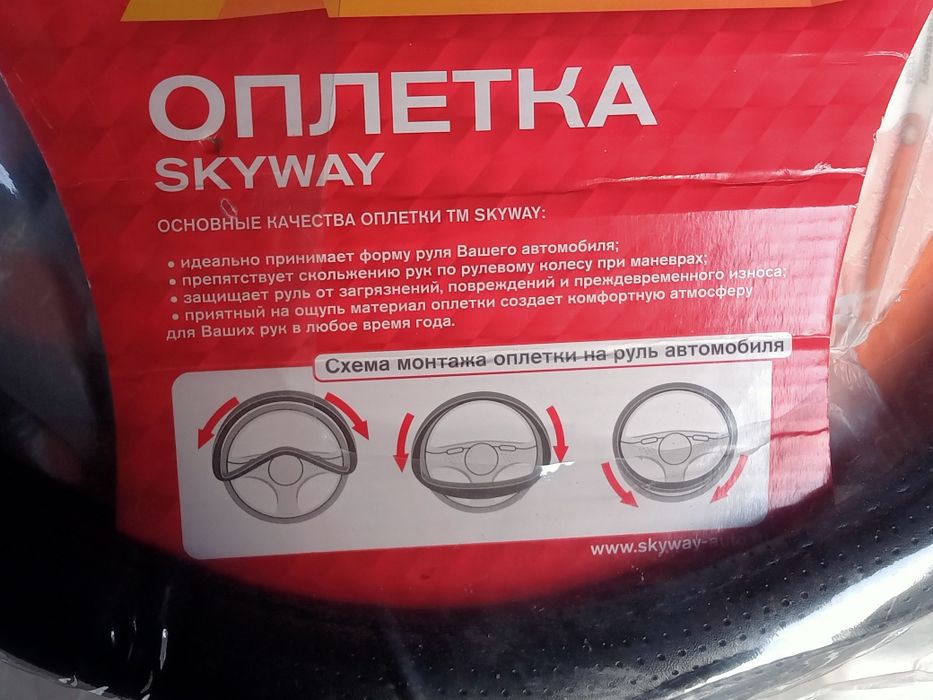 ОПЛЕТКА
SKYWAY
ОСНОВНЫЕ КАЧЕСТВА ОПЛЕТКИ ТМ SKYWAY:
• идеально принимает форму руля Вашего автомобиля;
• препятствует скольжению рук по рулевому колесу при маневрах;
• защищает руль от загрязнений, повреждений и преждевременного износа;
• приятный на ощупь материал оплетки создает комфортную атмосферу
для Ваших рук в любое время года.
Схема монтажа оплетки на руль автомобиля
www.skyway-auto.